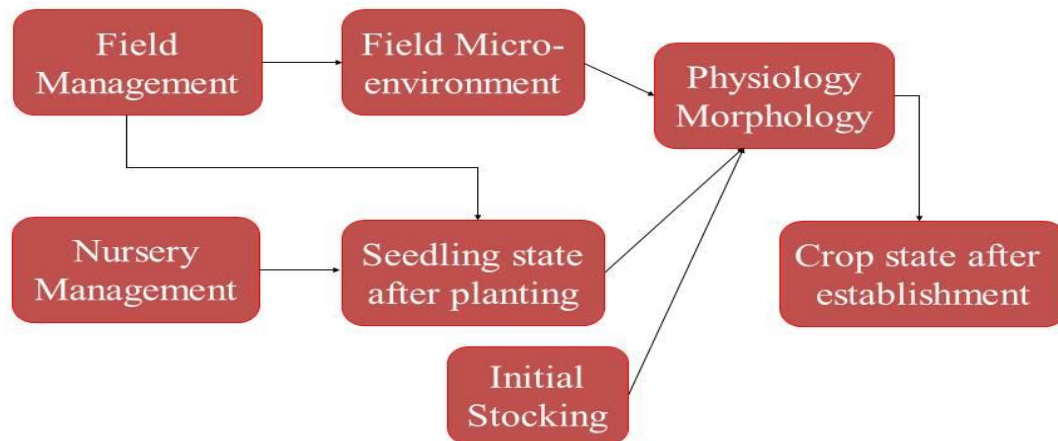 Field
Management
Field Micro-
environment
Physiology
Morphology
Nursery
Management
Seedling state
after planting
Crop state after
establishment
Initial
Stocking